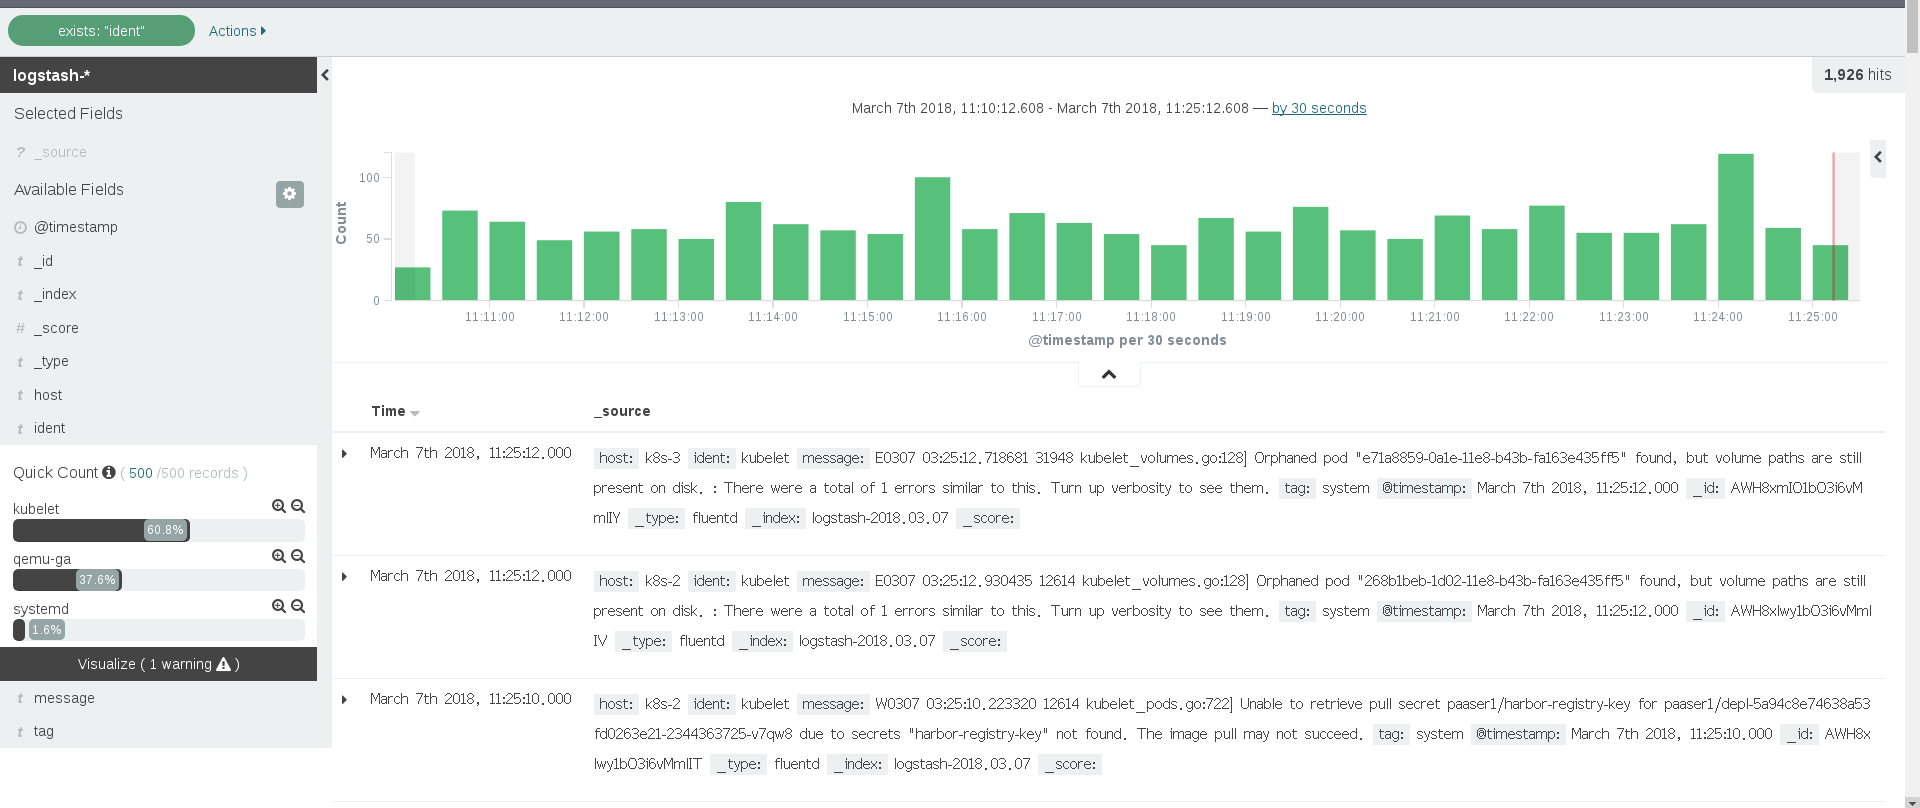 exists: "ident"
Actions
logstash-*
1,926 hits
Selected Fields
? _source
Available Fields
@timestamp
t _id
t _index
# _score
t _type
t host
t ident
Quick Count ( 500 /500 records )
kubelet
60.8%
qemu-ga
37.6%
systemd
1.6%
Visualize ( 1 warning )
t message
t tag
March 7th 2018, 11:10:12.608 - March 7th 2018, 11:25:12.608 — by 30 seconds
Count
100
50
0
11:11:00 11:12:00 11:13:00 11:14:00 11:15:00 11:16:00 11:17:00 11:18:00 11:19:00 11:20:00 11:21:00 11:22:00 11:23:00 11:24:00 11:25:00
@timestamp per 30 seconds
Time _source
March 7th 2018, 11:25:12.000 host: k8s-3 ident: kubelet message: E0307 03:25:12.718681 31948 kubelet_volumes.go:128] Orphaned pod "e71a8859-0a1e-11e8-b43b-fa163e435ff5" found, but volume paths are still
present on disk. : There were a total of 1 errors similar to this. Turn up verbosity to see them. tag: system @timestamp: March 7th 2018, 11:25:12.000 _id: AWH8xmIO1bO3i6vM
mlIY _type: fluentd _index: logstash-2018.03.07 _score:
March 7th 2018, 11:25:12.000 host: k8s-2 ident: kubelet message: E0307 03:25:12.930435 12614 kubelet_volumes.go:128] Orphaned pod "268b1beb-1d02-11e8-b43b-fa163e435ff5" found, but volume paths are still
present on disk. : There were a total of 1 errors similar to this. Turn up verbosity to see them. tag: system @timestamp: March 7th 2018, 11:25:12.000 _id: AWH8xlwy1bO3i6vMml
IV _type: fluentd _index: logstash-2018.03.07 _score:
March 7th 2018, 11:25:10.000 host: k8s-2 ident: kubelet message: W0307 03:25:10.223320 12614 kubelet_pods.go:722] Unable to retrieve pull secret paaser1/harbor-registry-key for paaser1/depl-5a94c8e74638a53
fd0263e21-2344363725-v7qw8 due to secrets "harbor-registry-key" not found. The image pull may not succeed. tag: system @timestamp: March 7th 2018, 11:25:10.000 _id: AWH8x
lwy1bO3i6vMmlIT _type: fluentd _index: logstash-2018.03.07 _score: